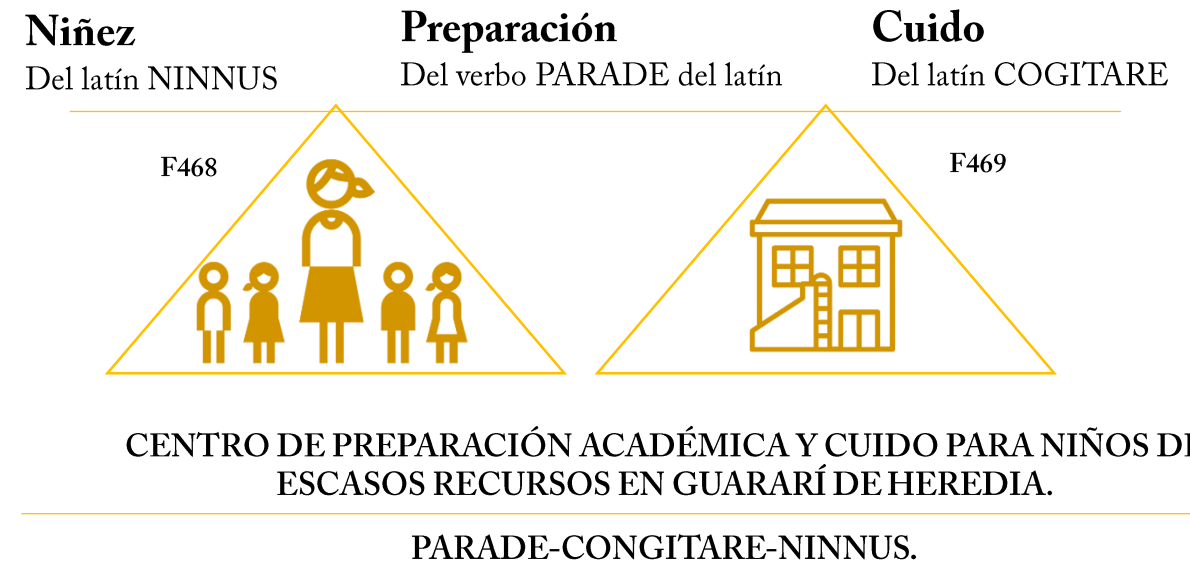 Niñez
Del latín NINNUS
Preparación
Del verbo PARADE del latín
Cuido
Del latín COGITARE
F468
F469
CENTRO DE PREPARACIÓN ACADÉMICA Y CUIDO PARA NIÑOS DE
ESCASOS RECURSOS EN GUARARÍ DE HEREDIA.
PARADE-CONGITARE-NINNUS.